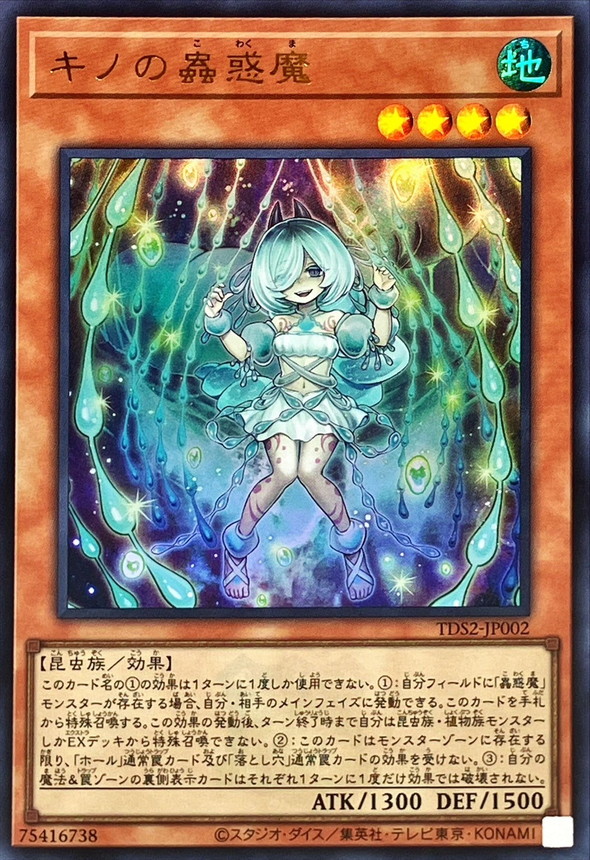 キノの蟲惑魔
地
TDS2-JP002
【昆虫族/効果】
このカード名の①の効果は1ターンに1度しか使用できない。①:自分フィールドに「蟲惑魔」
モンスターが存在する場合、自分・相手のメインフェイズに発動できる。このカードを手札
から特殊召喚する。この効果の発動後、ターン終了時まで自分は昆虫族・植物族モンスター
しかEXデッキから特殊召喚できない。②:このカードはモンスターゾーンに存在する
限り、「ホール」通常罠カード及び「落とし穴」通常罠カードの効果を受けない。③:自分の
魔法&罠ゾーンの裏側表示カードはそれぞれ1ターンに1度だけ効果では破壊されない。
ATK/1300 DEF/1500
75416738 ©スタジオ・ダイス/集英社・テレビ東京・KONAMI